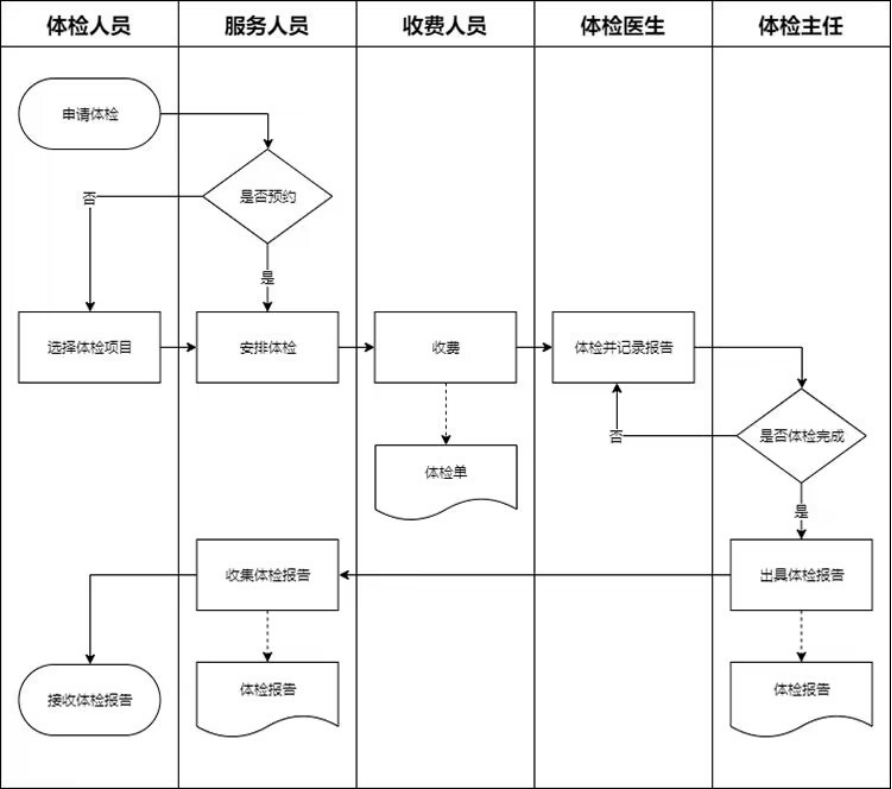 体检人员
服务人员
收费人员
体检医生
体检主任
申请体检
是否预约
否
是
选择体检项目
安排体检
收费
体检并记录报告
否
是否体检完成
体检单
是
收集体检报告
出具体检报告
接收体检报告
体检报告
体检报告